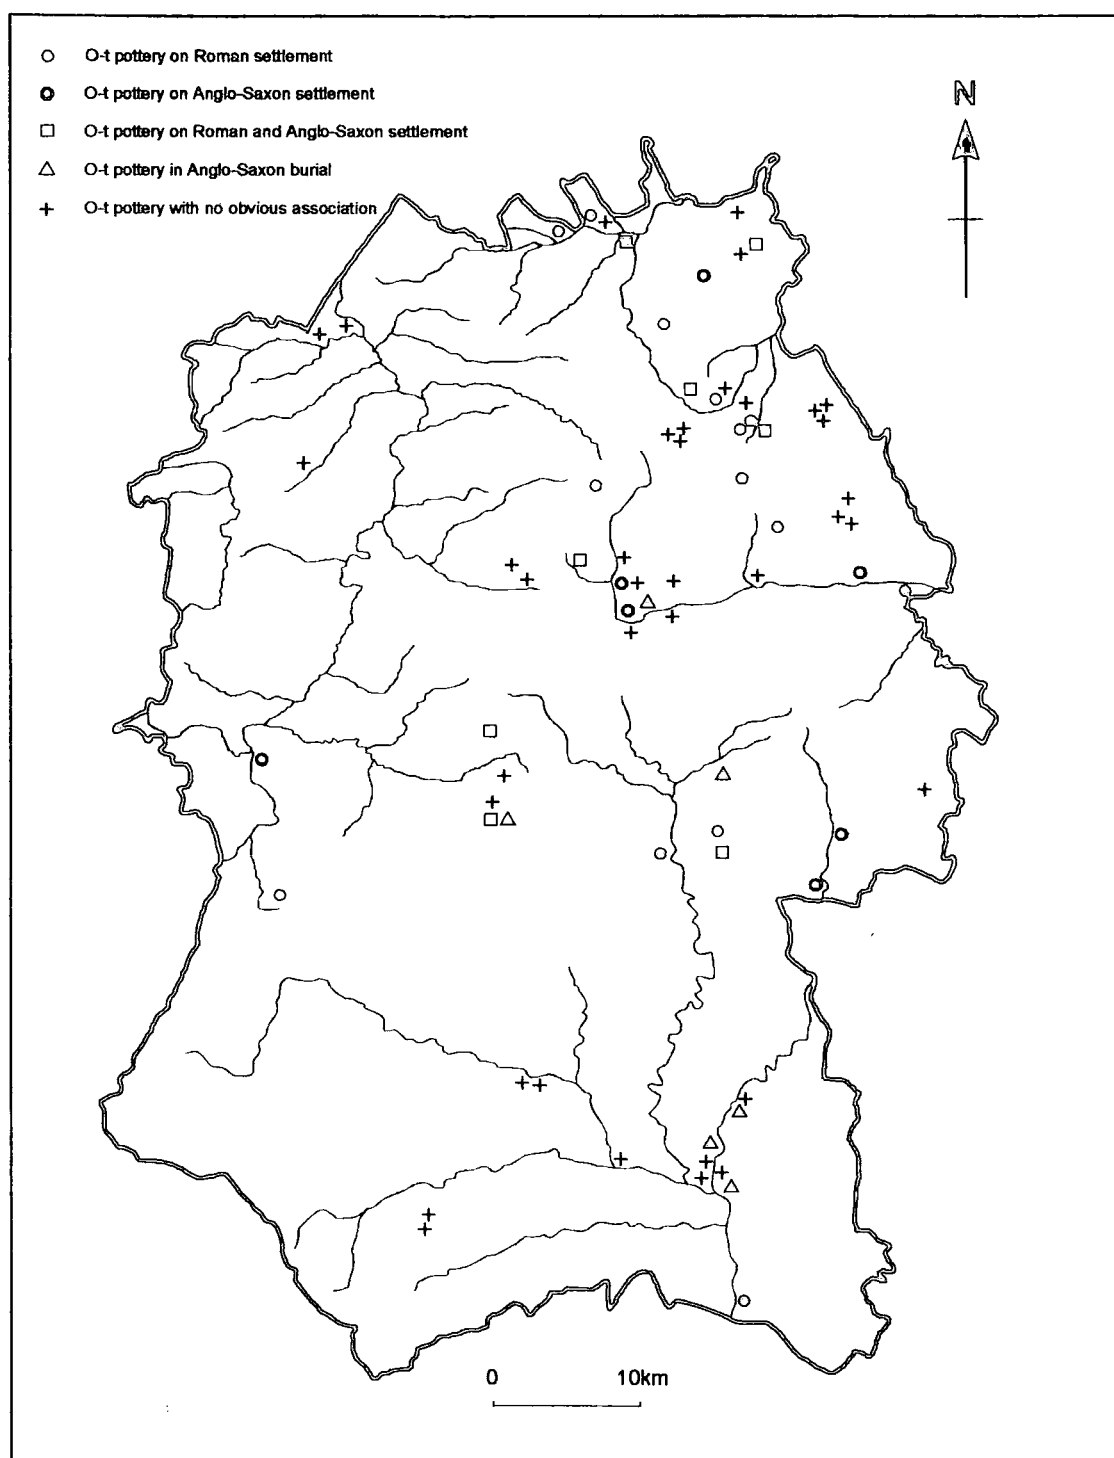 O-t pottery on Roman settlement
O-t pottery on Anglo-Saxon settlement
O-t pottery on Roman and Anglo-Saxon settlement
O-t pottery in Anglo-Saxon burial
O-t pottery with no obvious association
N
0 10km